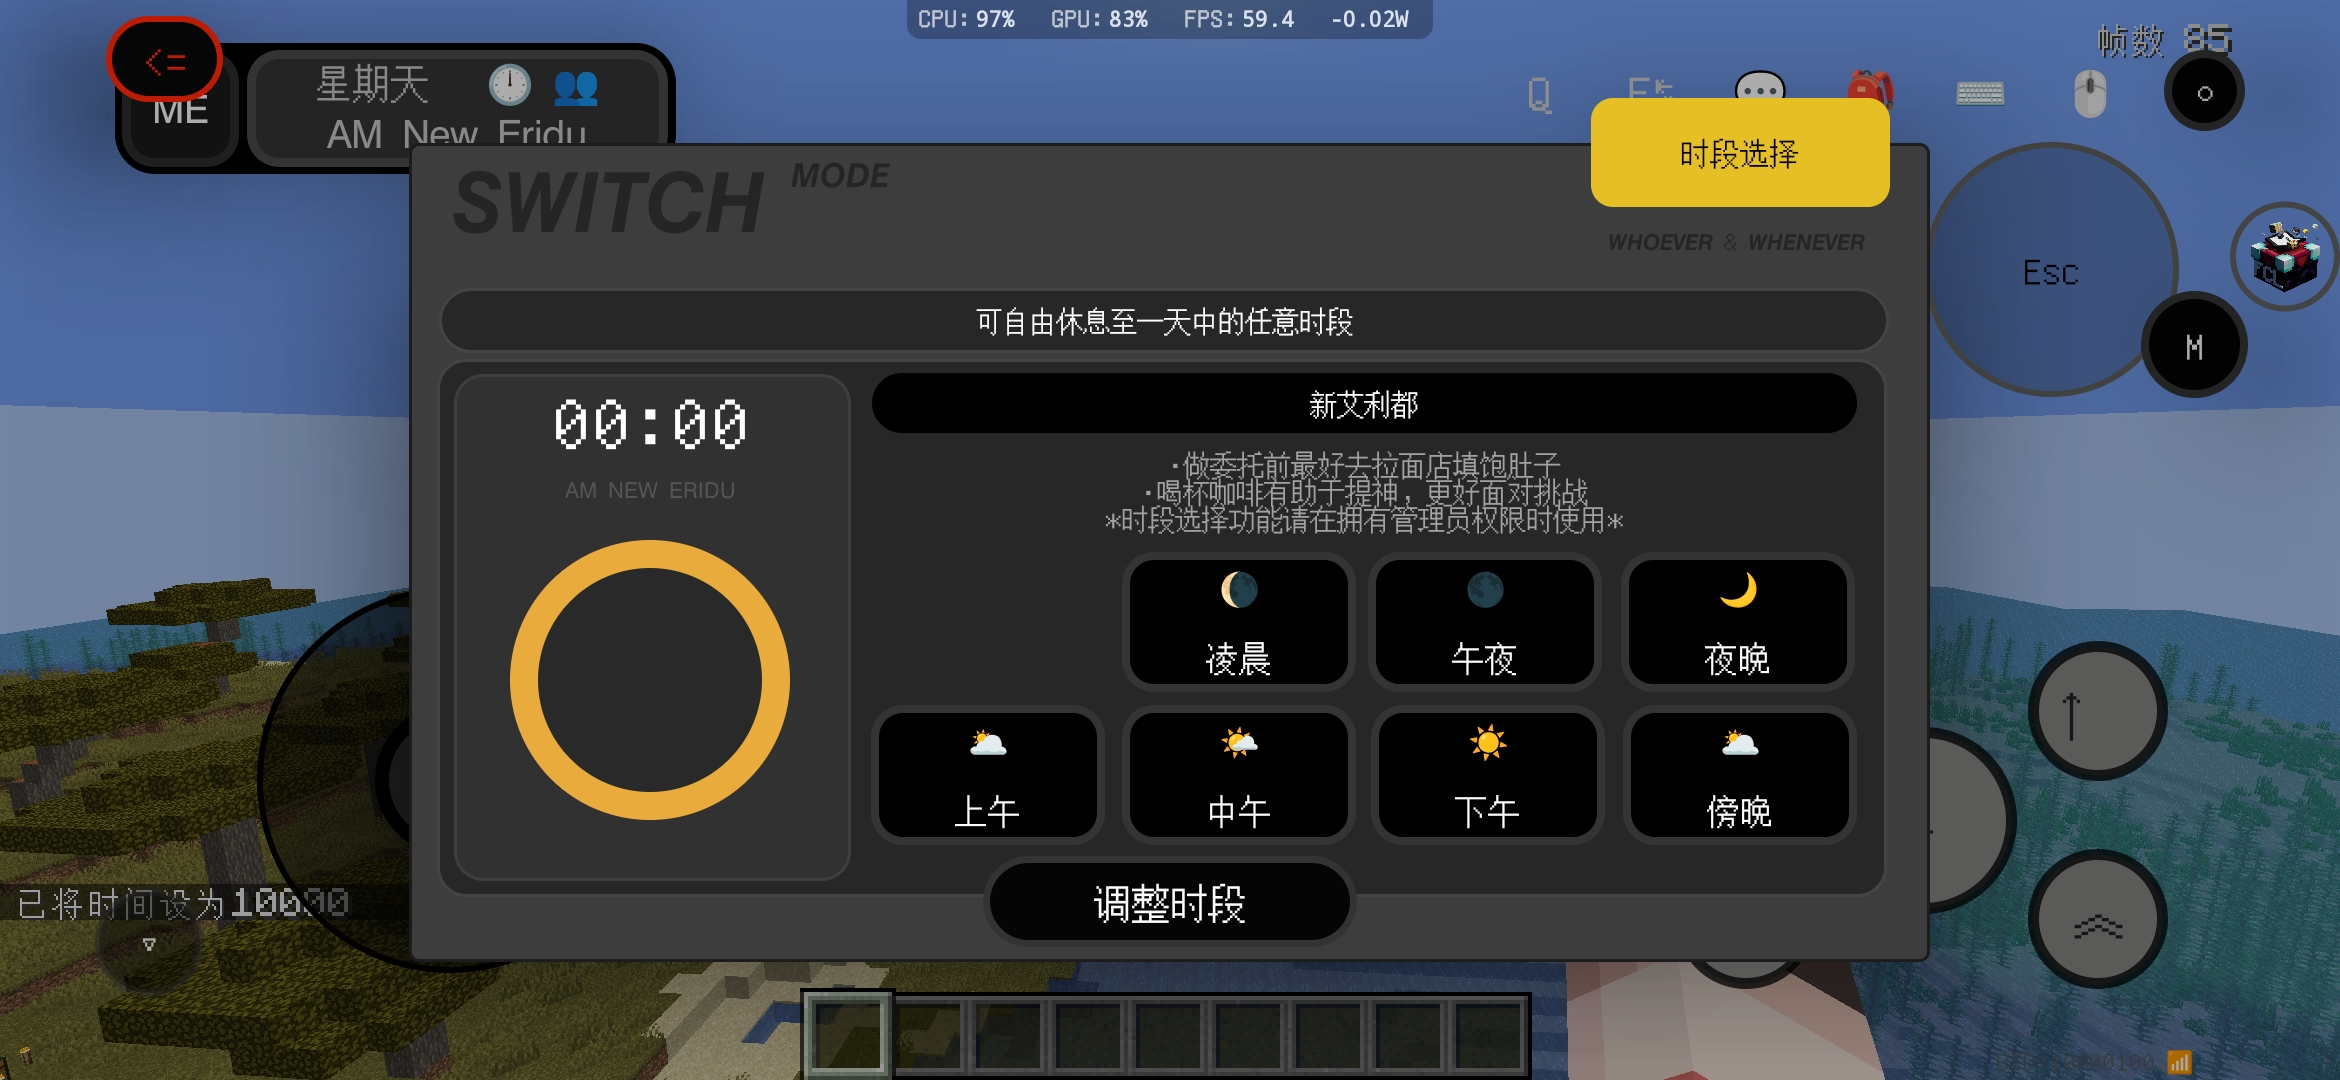 CPU: 97% GPU: 83% FPS: 59.4 -0.02W
帧数 85
<=
ME
星期天
AM New Eridu
Q
时段选择
SWITCH MODE
WHOEVER & WHENEVER
Esc
M
可自由休息至一天中的任意时段
00:00
AM NEW ERIDU
新艾利都
·做委托前最好去拉面店填饱肚子
·喝杯咖啡有助于提神，更好面对挑战
*时段选择功能请在拥有管理员权限时使用*
凌晨
午夜
夜晚
上午
中午
下午
傍晚
调整时段
已将时间设为10000